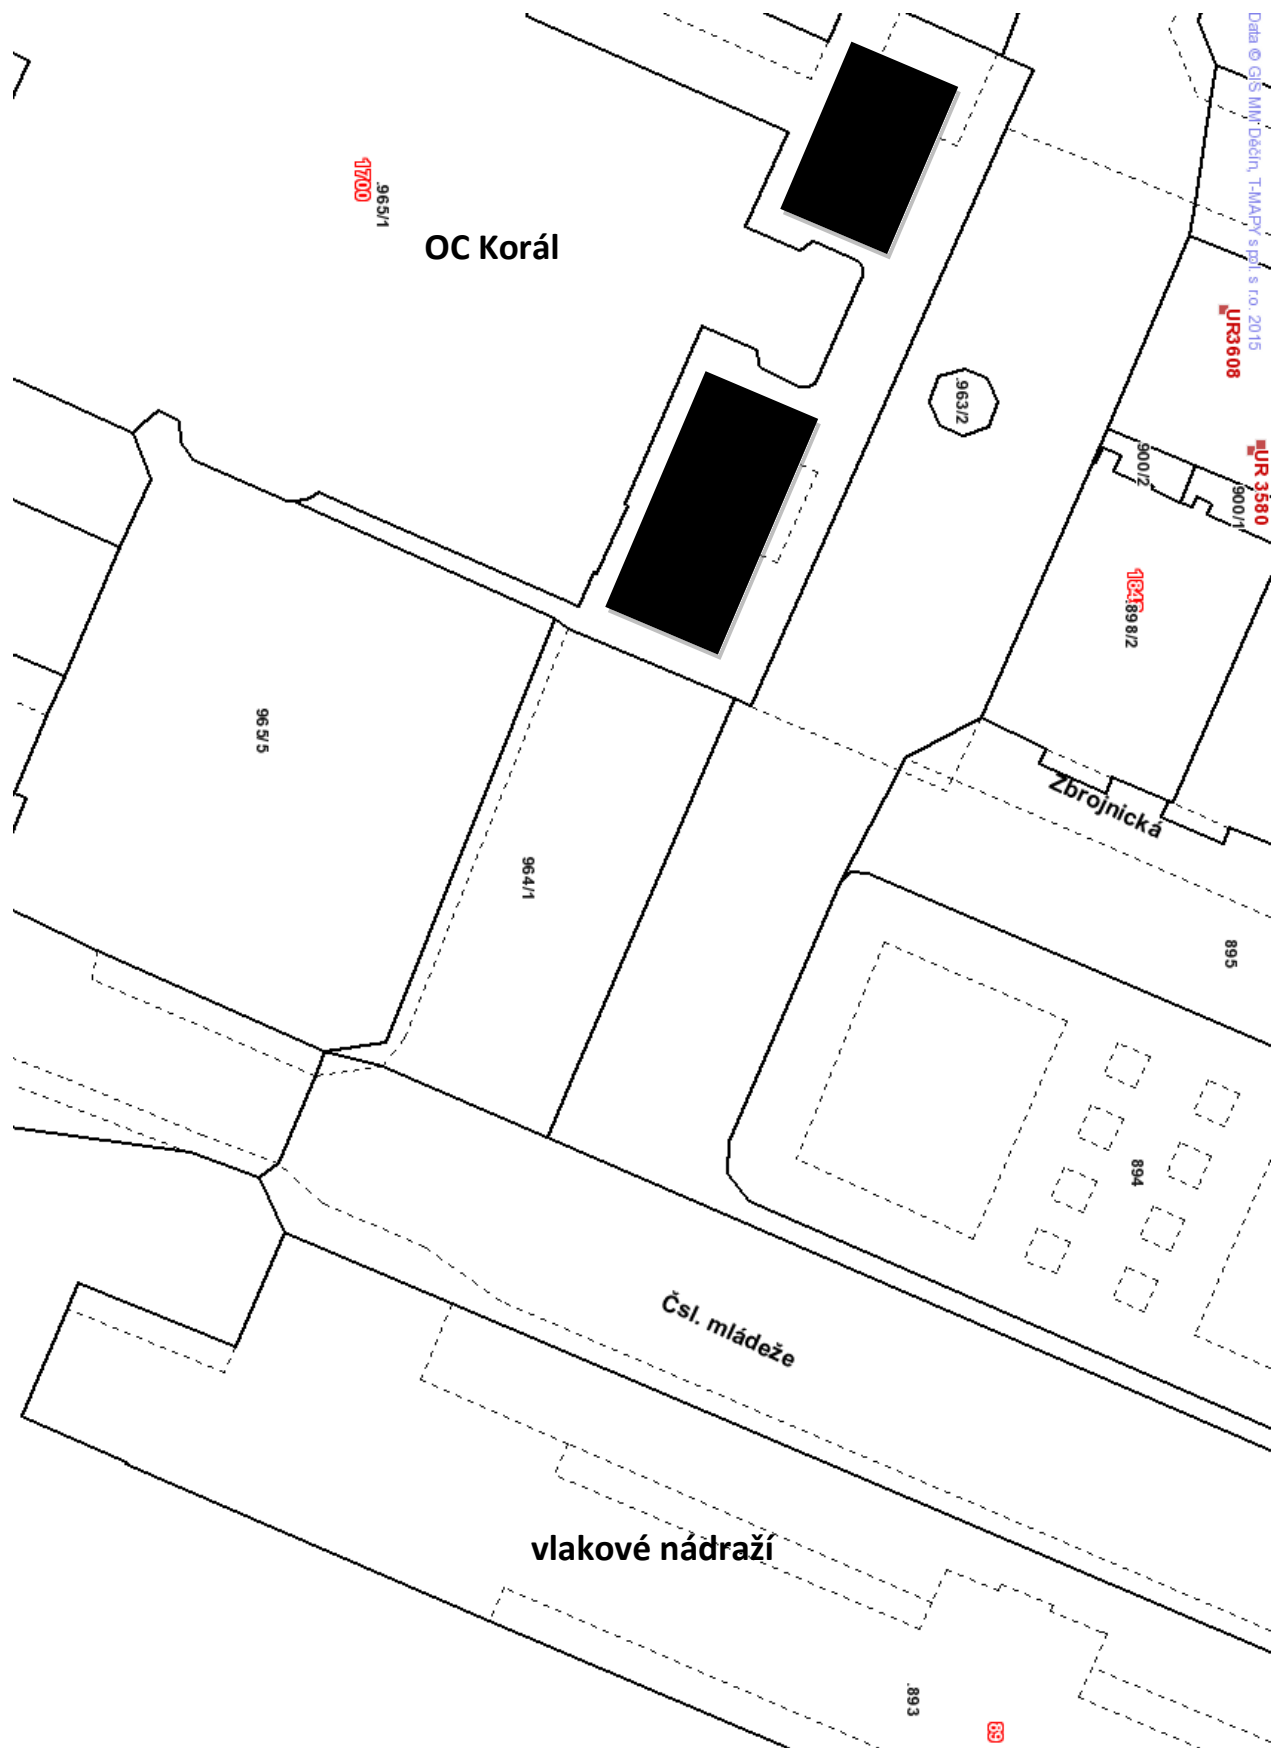 Data © GIS MM Děčín, T-MAPY spol. s r.o. 2015
1700
.965/1
OC Korál
UR3608
.963/2
UR 3580
900/2
900/1
.898/2
965/5
Zbrojnická
964/1
895
894
Čsl. mládeže
vlakové nádraží
.893
89